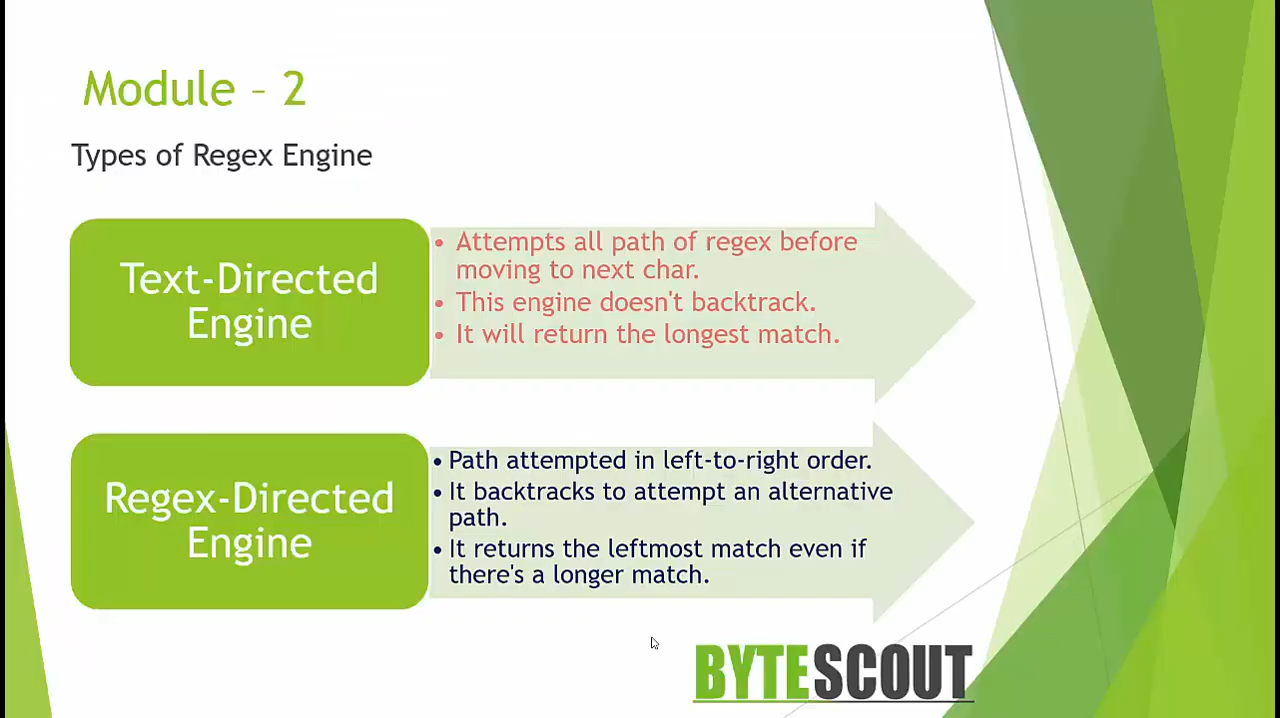 Module – 2
Types of Regex Engine
Text-Directed
Engine
• Attempts all path of regex before
moving to next char.
• This engine doesn't backtrack.
• It will return the longest match.
Regex-Directed
Engine
• Path attempted in left-to-right order.
• It backtracks to attempt an alternative
path.
• It returns the leftmost match even if
there's a longer match.
BYTESCOUT